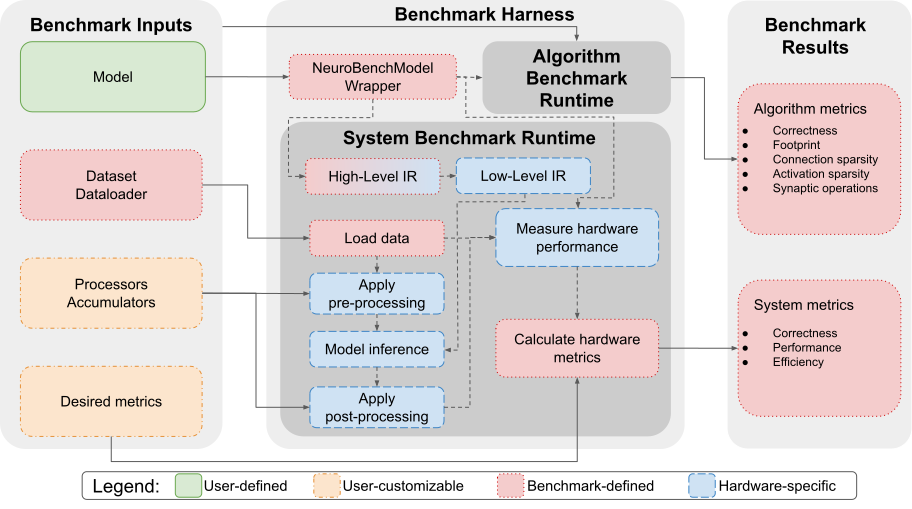 Benchmark Inputs
Model
Dataset
Dataloader
Processors
Accumulators
Desired metrics
Benchmark Harness
NeuroBenchModel
Wrapper
Algorithm
Benchmark
Runtime
System Benchmark Runtime
High-Level IR
Low-Level IR
Load data
Measure hardware
performance
Apply
pre-processing
Model inference
Calculate hardware
metrics
Apply
post-processing
Benchmark
Results
Algorithm metrics
● Correctness
● Footprint
● Connection sparsity
● Activation sparsity
● Synaptic operations
System metrics
● Correctness
● Performance
● Efficiency
Legend: User-defined User-customizable Benchmark-defined Hardware-specific